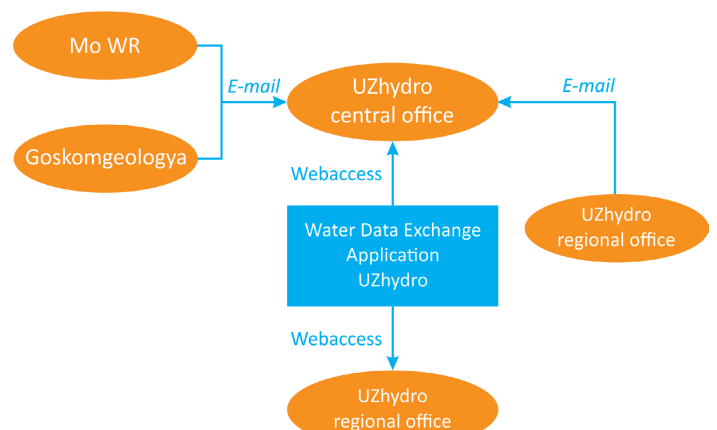 Mo WR
E-mail
UZhydro
central office
E-mail
Goskomgeologya
Webaccess
UZhydro
regional office
Water Data Exchange
Application
UZhydro
Webaccess
UZhydro
regional office